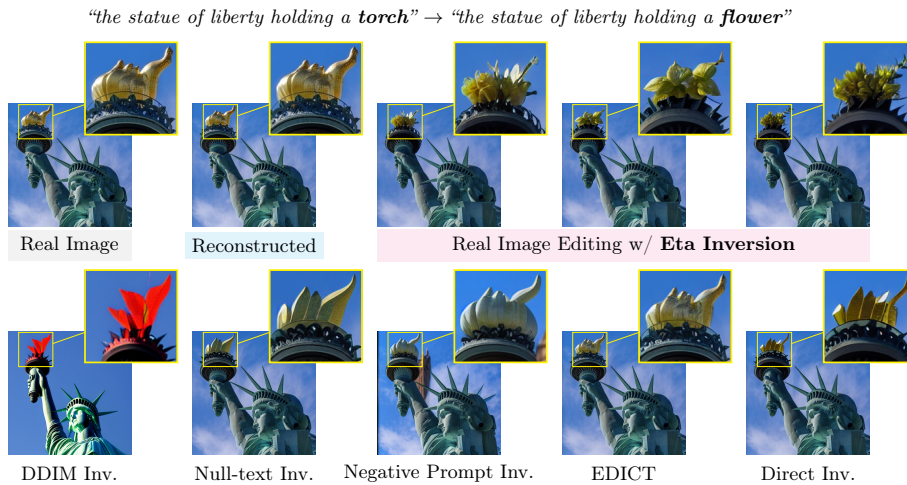 “the statue of liberty holding a torch” → “the statue of liberty holding a flower”
Real Image
Reconstructed
Real Image Editing w/ Eta Inversion
DDIM Inv.
Null-text Inv.
Negative Prompt Inv.
EDICT
Direct Inv.